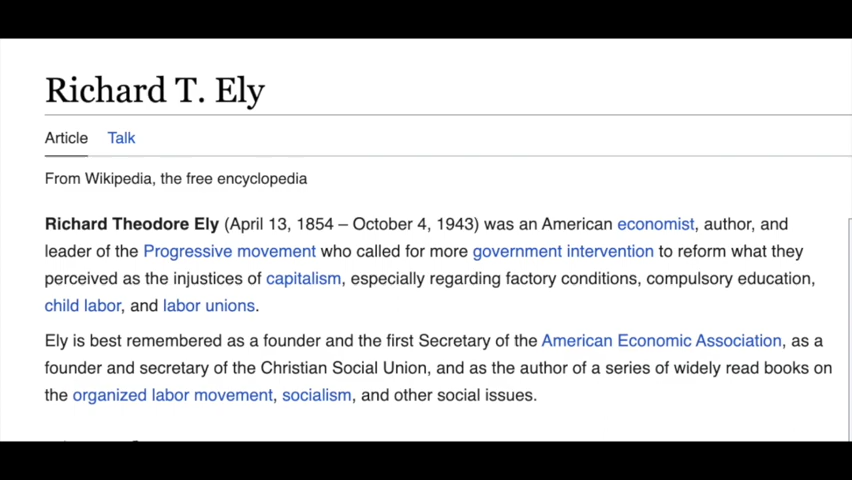 Richard T. Ely
Article Talk
From Wikipedia, the free encyclopedia
Richard Theodore Ely (April 13, 1854 – October 4, 1943) was an American economist, author, and
leader of the Progressive movement who called for more government intervention to reform what they
perceived as the injustices of capitalism, especially regarding factory conditions, compulsory education,
child labor, and labor unions.
Ely is best remembered as a founder and the first Secretary of the American Economic Association, as a
founder and secretary of the Christian Social Union, and as the author of a series of widely read books on
the organized labor movement, socialism, and other social issues.